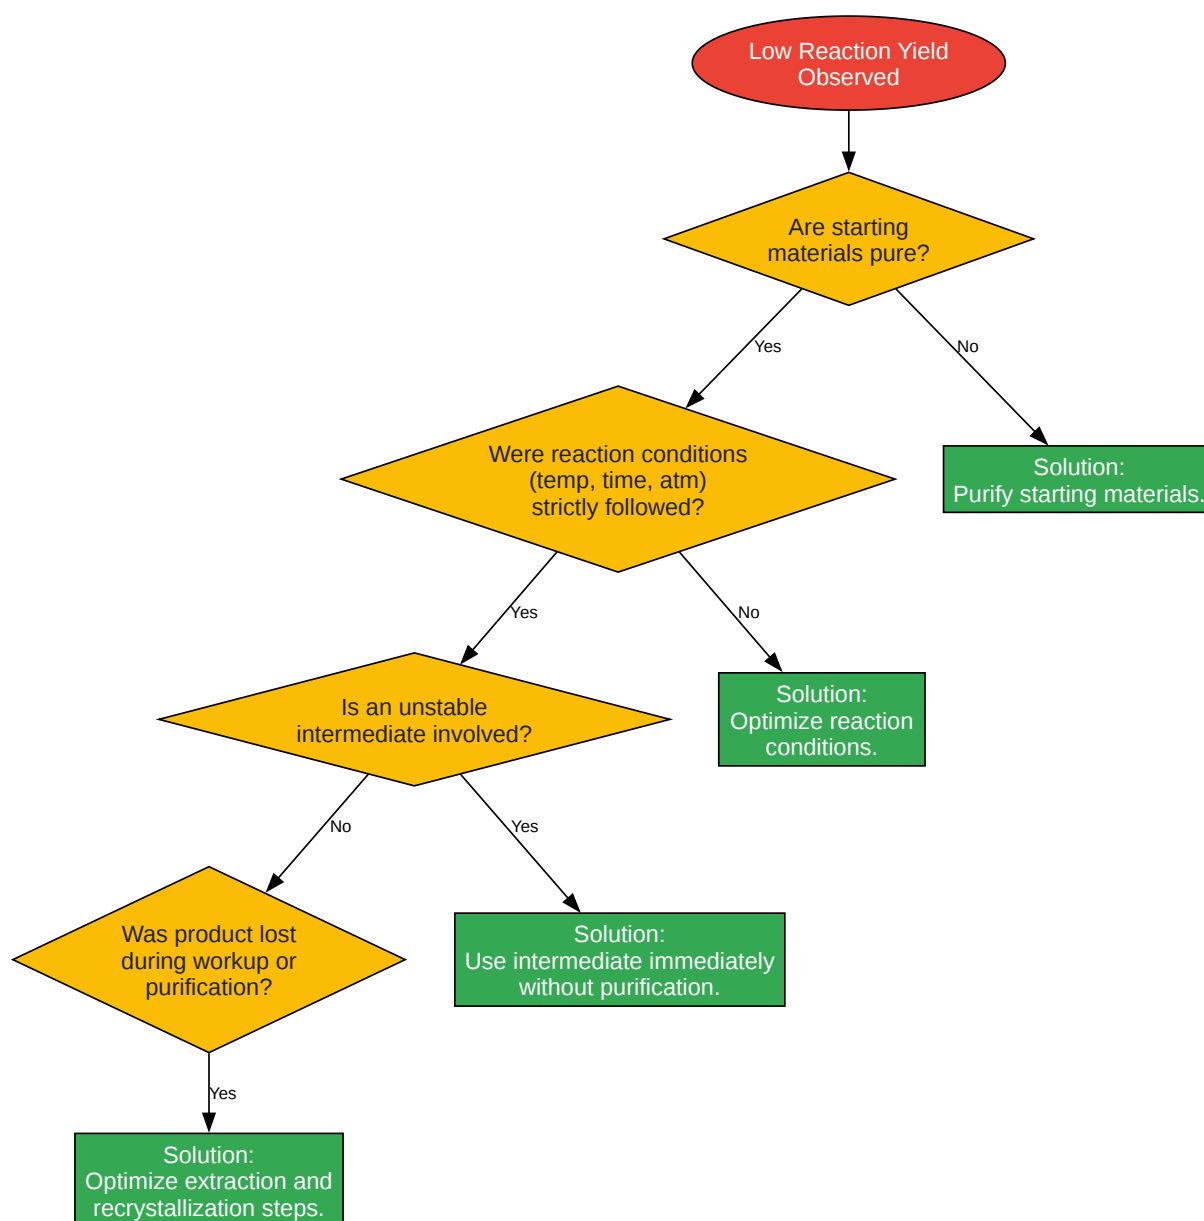 Low Reaction Yield
Observed
Are starting
materials pure?
Yes
No
Were reaction conditions
(temp, time, atm)
strictly followed?
Solution:
Purify starting materials.
Yes
No
Is an unstable
intermediate involved?
Solution:
Optimize reaction
conditions.
No
Yes
Was product lost
during workup or
purification?
Solution:
Use intermediate immediately
without purification.
Yes
Solution:
Optimize extraction and
recrystallization steps.